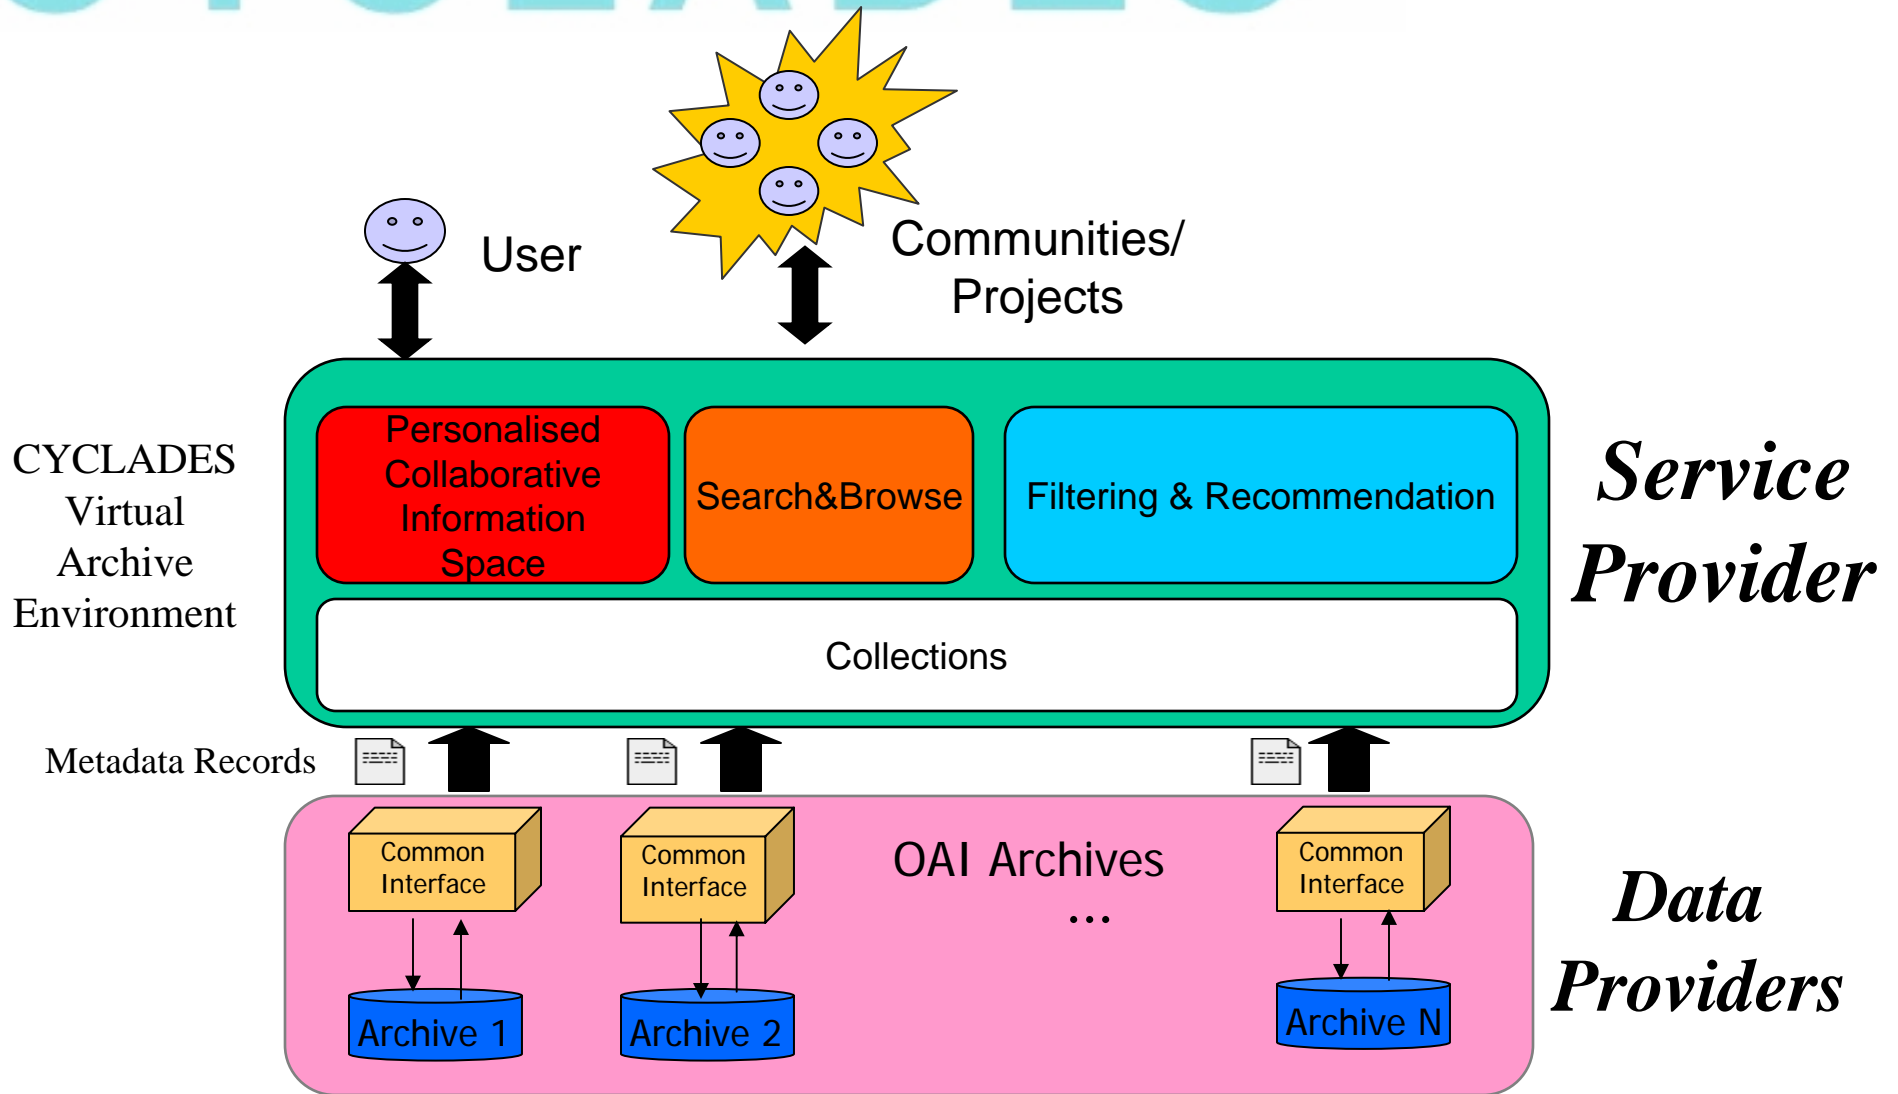 CYCLADES
User
Communities/
Projects
CYCLADES
Virtual
Archive
Environment
Personalised
Collaborative
Information
Space
Search&Browse
Filtering & Recommendation
Service
Provider
Collections
Metadata Records
Common
Interface
Common
Interface
OAI Archives
...
Common
Interface
Data
Providers
Archive 1
Archive 2
Archive N